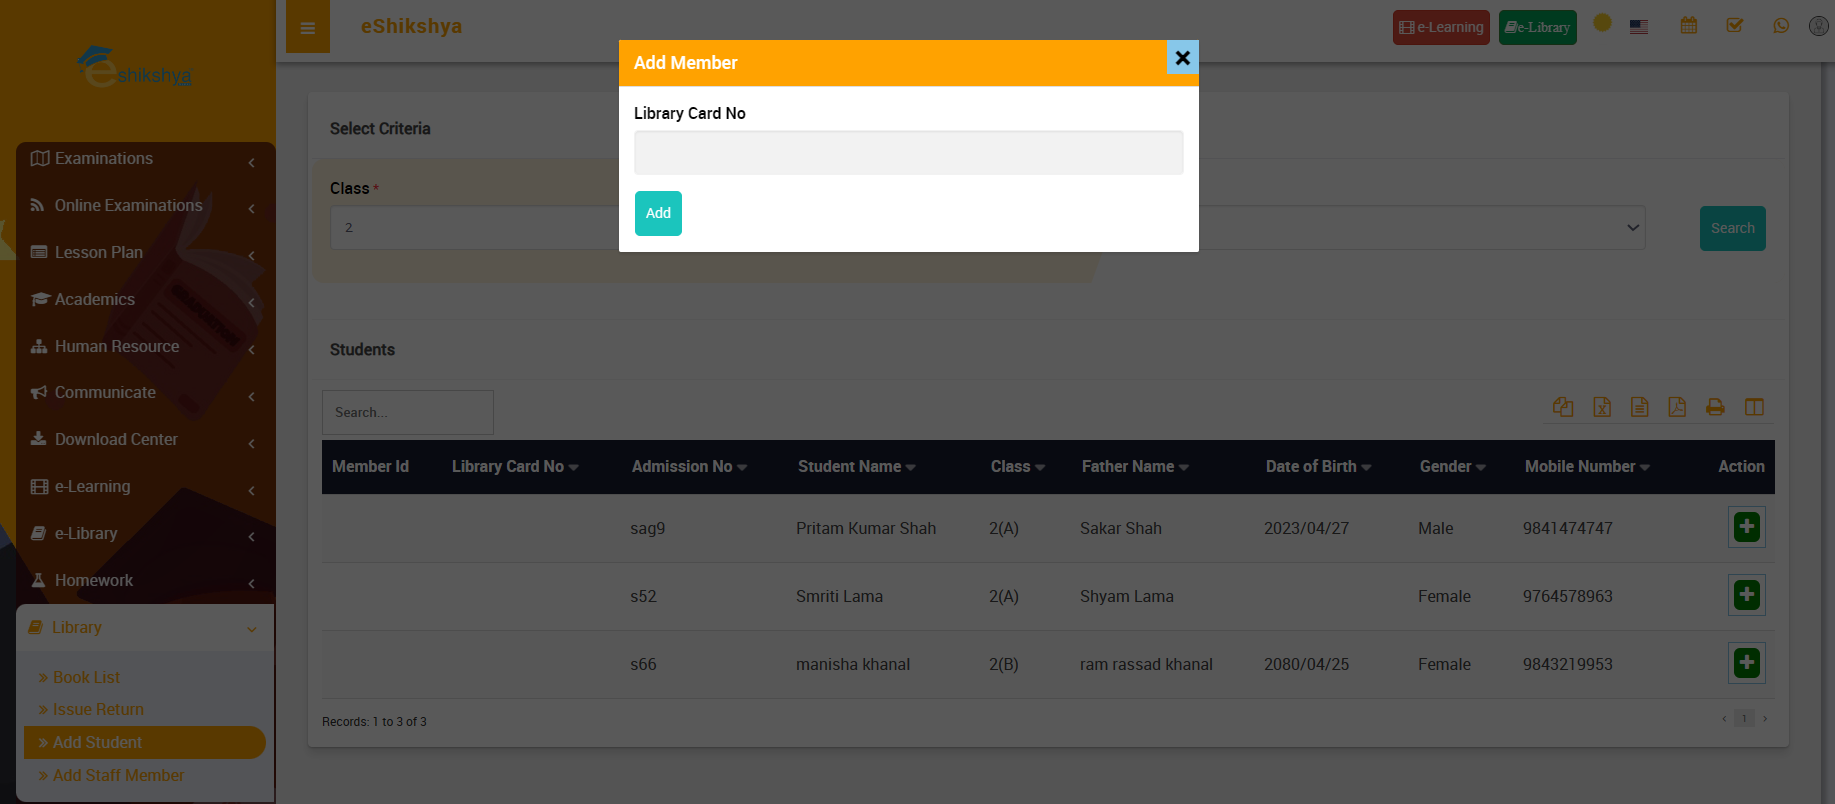 eshikshya
Examinations
Online Examinations
Lesson Plan
Academics
Human Resource
Communicate
Download Center
e-Learning
e-Library
Homework
Library
» Book List
» Issue Return
» Add Student
» Add Staff Member
eShikshya
e-Learning
e-Library
Add Member
Library Card No
Add
Select Criteria
Class *
2
Search
Students
Search...
Member Id Library Card No Admission No Student Name Class Father Name Date of Birth Gender Mobile Number Action
sag9 Pritam Kumar Shah 2(A) Sakar Shah 2023/04/27 Male 9841474747
s52 Smriti Lama 2(A) Shyam Lama Female 9764578963
s66 manisha khanal 2(B) ram rassad khanal 2080/04/25 Female 9843219953
Records: 1 to 3 of 3
‹ 1 ›
GRADUATION